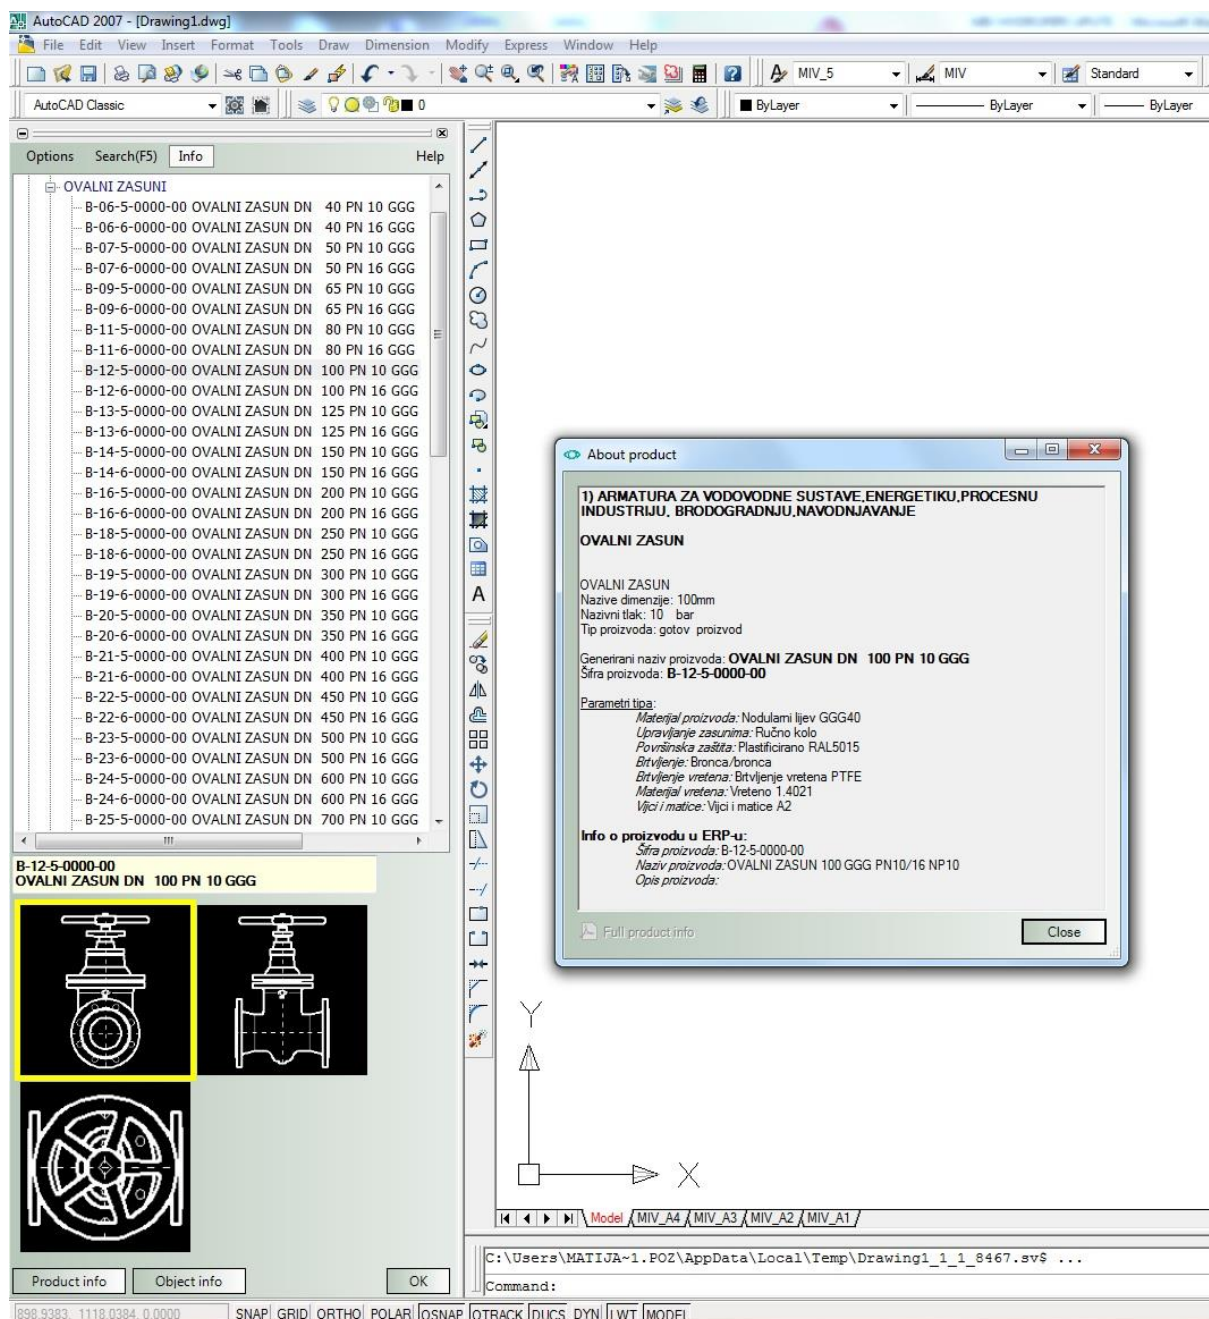 AutoCAD 2007 - [Drawing1.dwg]
File Edit View Insert Format Tools Draw Dimension Modify Express Window Help
MIV_5 MIV Standard
AutoCAD Classic 0 ByLayer ByLayer ByLayer
Options Search(F5) Info Help
OVALNI ZASUNI
B-06-5-0000-00 OVALNI ZASUN DN 40 PN 10 GGG
B-06-6-0000-00 OVALNI ZASUN DN 40 PN 16 GGG
B-07-5-0000-00 OVALNI ZASUN DN 50 PN 10 GGG
B-07-6-0000-00 OVALNI ZASUN DN 50 PN 16 GGG
B-09-5-0000-00 OVALNI ZASUN DN 65 PN 10 GGG
B-09-6-0000-00 OVALNI ZASUN DN 65 PN 16 GGG
B-11-5-0000-00 OVALNI ZASUN DN 80 PN 10 GGG
B-11-6-0000-00 OVALNI ZASUN DN 80 PN 16 GGG
B-12-5-0000-00 OVALNI ZASUN DN 100 PN 10 GGG
B-12-6-0000-00 OVALNI ZASUN DN 100 PN 16 GGG
B-13-5-0000-00 OVALNI ZASUN DN 125 PN 10 GGG
B-13-6-0000-00 OVALNI ZASUN DN 125 PN 16 GGG
B-14-5-0000-00 OVALNI ZASUN DN 150 PN 10 GGG
B-14-6-0000-00 OVALNI ZASUN DN 150 PN 16 GGG
B-16-5-0000-00 OVALNI ZASUN DN 200 PN 10 GGG
B-16-6-0000-00 OVALNI ZASUN DN 200 PN 16 GGG
B-18-5-0000-00 OVALNI ZASUN DN 250 PN 10 GGG
B-18-6-0000-00 OVALNI ZASUN DN 250 PN 16 GGG
B-19-5-0000-00 OVALNI ZASUN DN 300 PN 10 GGG
B-19-6-0000-00 OVALNI ZASUN DN 300 PN 16 GGG
B-20-5-0000-00 OVALNI ZASUN DN 350 PN 10 GGG
B-20-6-0000-00 OVALNI ZASUN DN 350 PN 16 GGG
B-21-5-0000-00 OVALNI ZASUN DN 400 PN 10 GGG
B-21-6-0000-00 OVALNI ZASUN DN 400 PN 16 GGG
B-22-5-0000-00 OVALNI ZASUN DN 450 PN 10 GGG
B-22-6-0000-00 OVALNI ZASUN DN 450 PN 16 GGG
B-23-5-0000-00 OVALNI ZASUN DN 500 PN 10 GGG
B-23-6-0000-00 OVALNI ZASUN DN 500 PN 16 GGG
B-24-5-0000-00 OVALNI ZASUN DN 600 PN 10 GGG
B-24-6-0000-00 OVALNI ZASUN DN 600 PN 16 GGG
B-25-5-0000-00 OVALNI ZASUN DN 700 PN 10 GGG
B-12-5-0000-00
OVALNI ZASUN DN 100 PN 10 GGG
Product info Object info OK
A
About product
1) ARMATURA ZA VODOVODNE SUSTAVE,ENERGETIKU,PROCESNU
INDUSTRIJU, BRODOGRADNJU,NAVODNJAVANJE
OVALNI ZASUN
OVALNI ZASUN
Nazive dimenzije: 100mm
Nazivni tlak: 10 bar
Tip proizvoda: gotov proizvod
Generirani naziv proizvoda: OVALNI ZASUN DN 100 PN 10 GGG
Šifra proizvoda: B-12-5-0000-00
Parametri tipa:
Materijal proizvoda: Nodularni lijev GGG40
Upravljanje zasunima: Ručno kolo
Površinska zaštita: Plastificirano RAL5015
Brtvljenje: Bronca/bronca
Brtvljenje vretena: Brtvljenje vretena PTFE
Materijal vretena: Vreteno 1.4021
Vijci i matice: Vijci i matice A2
Info o proizvodu u ERP-u:
Šifra proizvoda: B-12-5-0000-00
Naziv proizvoda: OVALNI ZASUN 100 GGG PN10/16 NP10
Opis proizvoda:
Full product info Close
Y
X
Model MIV_A4 MIV_A3 MIV_A2 MIV_A1
C:\Users\MATIJA~1.POZ\AppData\Local\Temp\Drawing1_1_1_8467.sv$ ...
Command:
898.9383, 1118.0384, 0.0000 SNAP GRID ORTHO POLAR OSNAP OTRACK DUCS DYN LWT MODEL